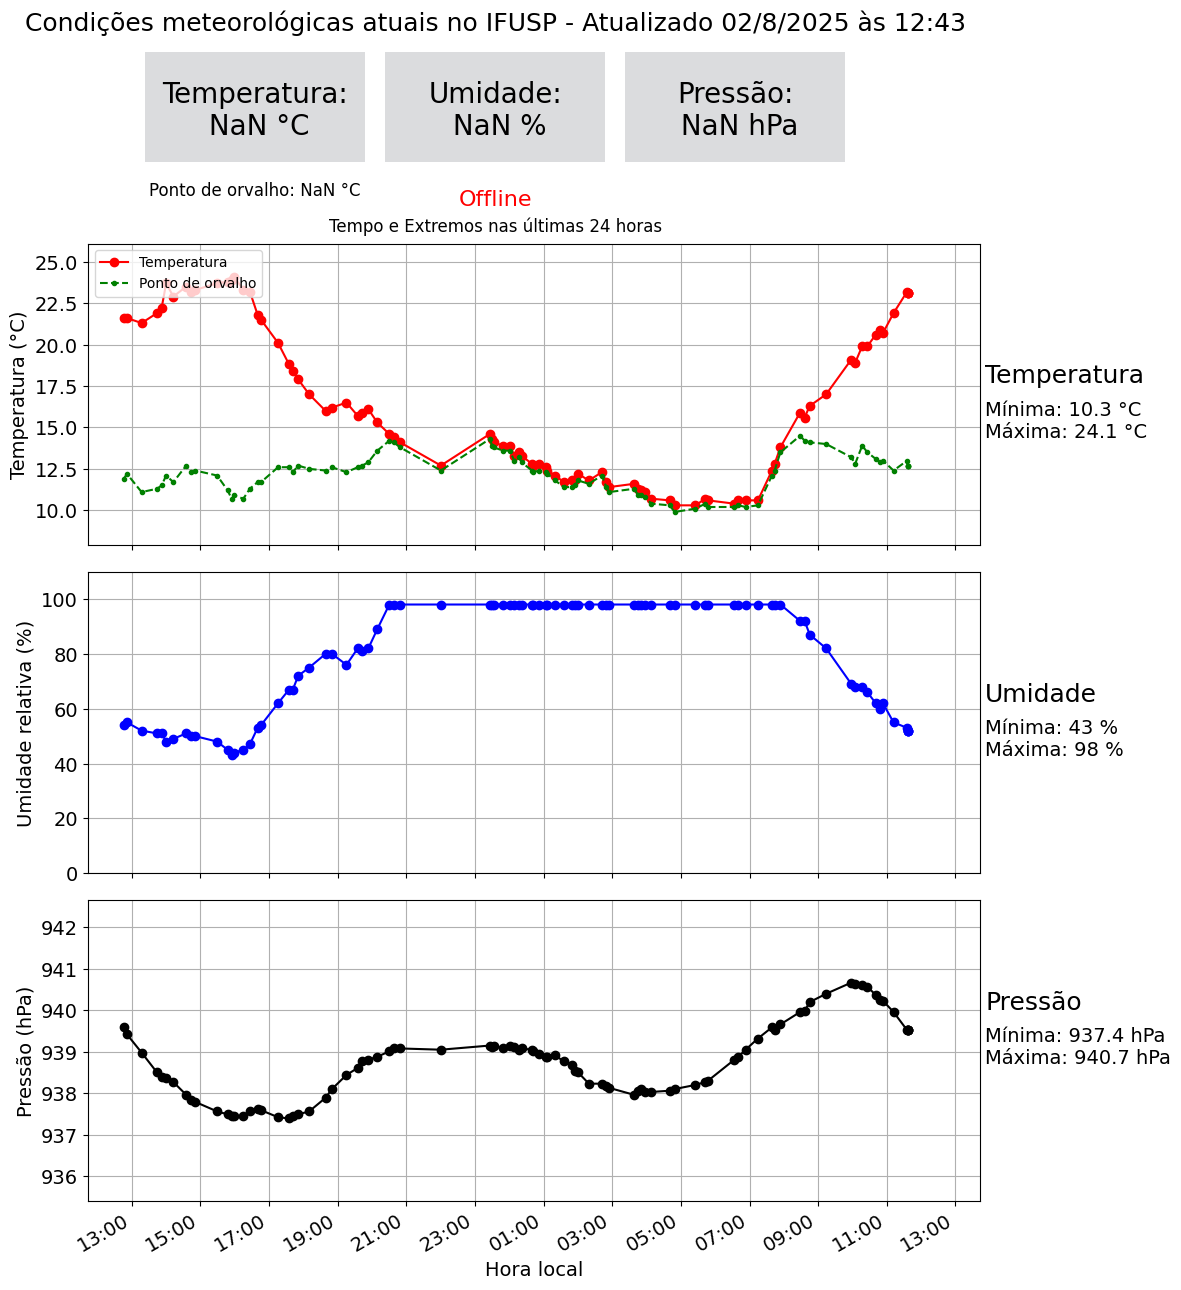 Condições meteorológicas atuais no IFUSP - Atualizado 02/8/2025 às 12:43
Temperatura:
NaN °C
Umidade:
NaN %
Pressão:
NaN hPa
Ponto de orvalho: NaN °C
Offline
Tempo e Extremos nas últimas 24 horas
Temperatura
Ponto de orvalho
Temperatura (°C)
25.0
22.5
20.0
17.5
15.0
12.5
10.0
Temperatura
Mínima: 10.3 °C
Máxima: 24.1 °C
Umidade relativa (%)
100
80
60
40
20
0
Umidade
Mínima: 43 %
Máxima: 98 %
Pressão (hPa)
942
941
940
939
938
937
936
Pressão
Mínima: 937.4 hPa
Máxima: 940.7 hPa
13:00 15:00 17:00 19:00 21:00 23:00 01:00 03:00 05:00 07:00 09:00 11:00 13:00
Hora local